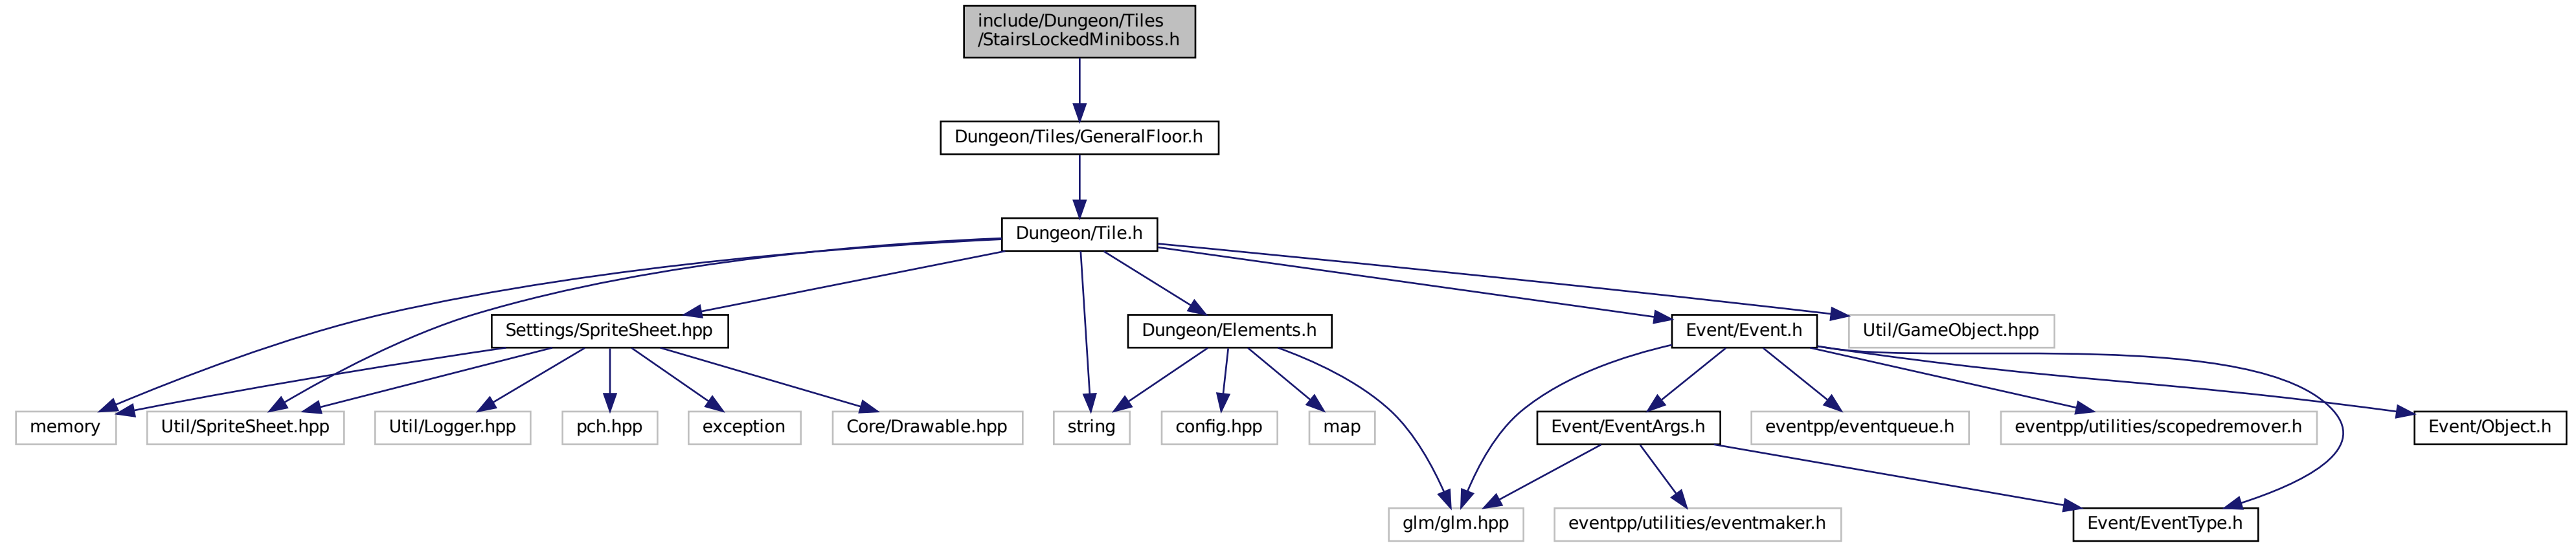 include/Dungeon/Tiles
/StairsLockedMiniboss.h
Dungeon/Tiles/GeneralFloor.h
Dungeon/Tile.h
Settings/SpriteSheet.hpp
Dungeon/Elements.h
Event/Event.h
Util/GameObject.hpp
memory
Util/SpriteSheet.hpp
Util/Logger.hpp
pch.hpp
exception
Core/Drawable.hpp
string
config.hpp
map
Event/EventArgs.h
eventpp/eventqueue.h
eventpp/utilities/scopedremover.h
Event/Object.h
glm/glm.hpp
eventpp/utilities/eventmaker.h
Event/EventType.h